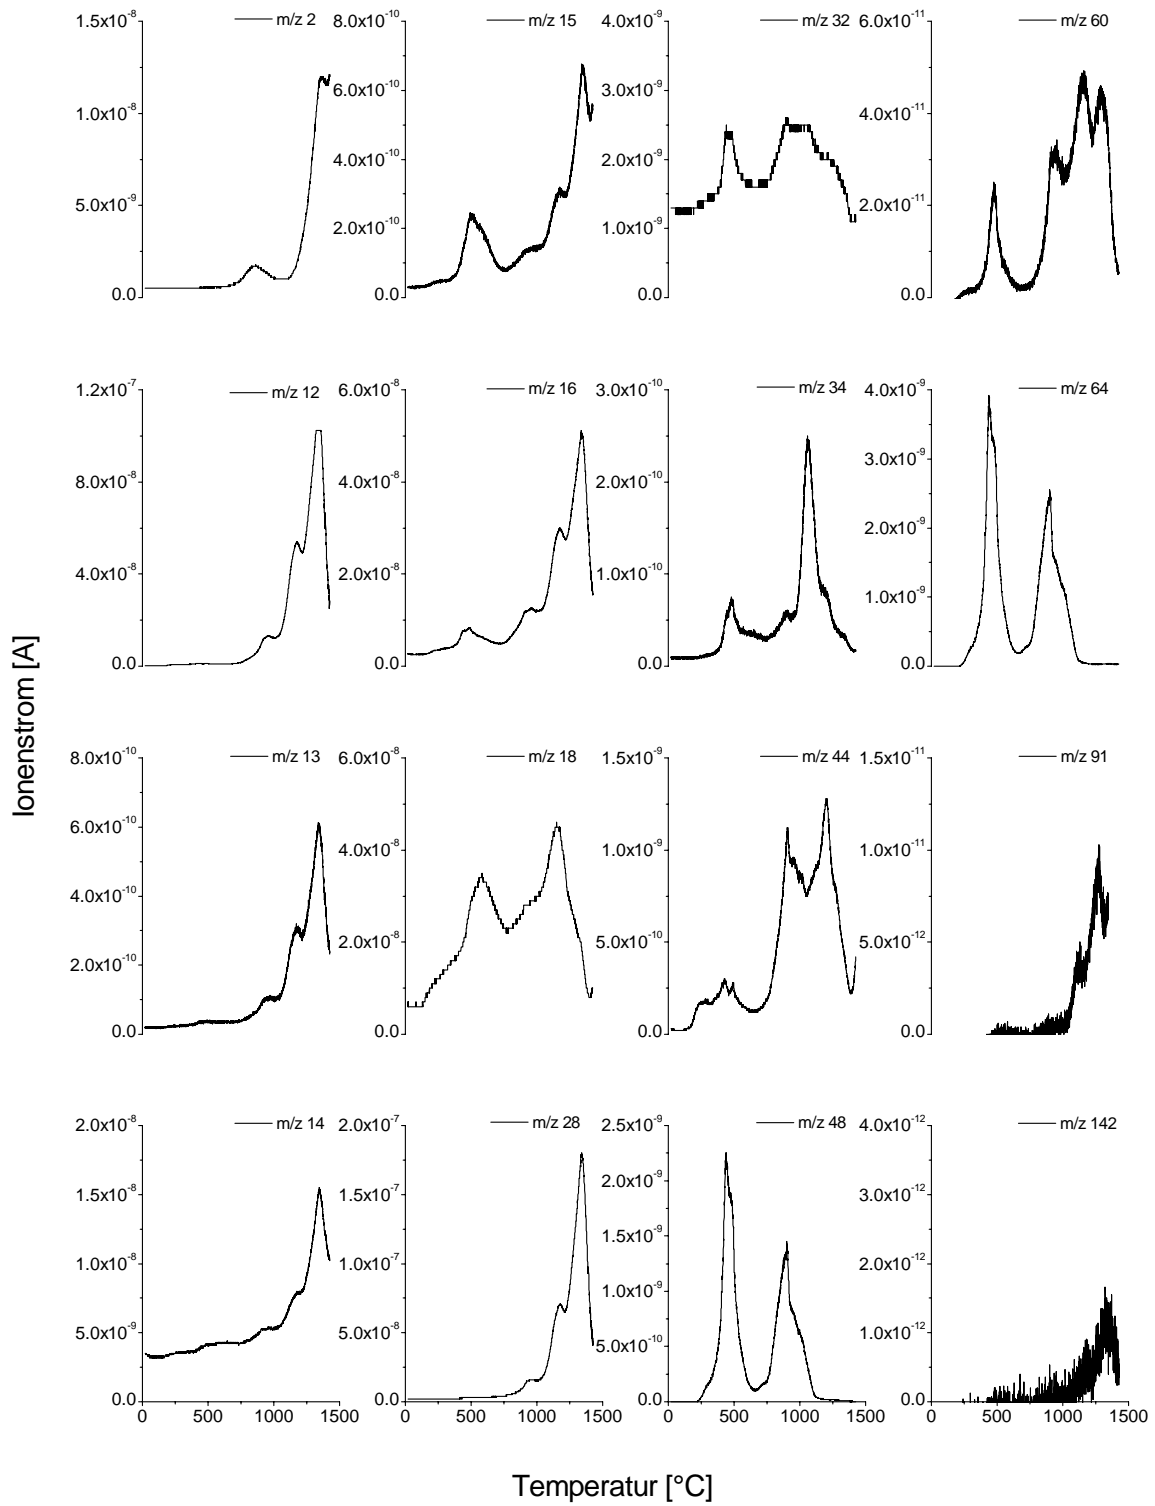 Ionenstrom [A]
m/z 2
1.5x10⁻⁸
1.0x10⁻⁸
5.0x10⁻⁹
0.0
m/z 15
8.0x10⁻¹⁰
6.0x10⁻¹⁰
4.0x10⁻¹⁰
2.0x10⁻¹⁰
0.0
m/z 32
4.0x10⁻⁹
3.0x10⁻⁹
2.0x10⁻⁹
1.0x10⁻⁹
0.0
m/z 60
6.0x10⁻¹¹
4.0x10⁻¹¹
2.0x10⁻¹¹
0.0
m/z 12
1.2x10⁻⁷
8.0x10⁻⁸
4.0x10⁻⁸
0.0
m/z 16
6.0x10⁻⁸
4.0x10⁻⁸
2.0x10⁻⁸
0.0
m/z 34
3.0x10⁻¹⁰
2.0x10⁻¹⁰
1.0x10⁻¹⁰
0.0
m/z 64
4.0x10⁻⁹
3.0x10⁻⁹
2.0x10⁻⁹
1.0x10⁻⁹
0.0
m/z 13
8.0x10⁻¹⁰
6.0x10⁻¹⁰
4.0x10⁻¹⁰
2.0x10⁻¹⁰
0.0
m/z 18
6.0x10⁻⁸
4.0x10⁻⁸
2.0x10⁻⁸
0.0
m/z 44
1.5x10⁻⁹
1.0x10⁻⁹
5.0x10⁻¹⁰
0.0
m/z 91
1.5x10⁻¹¹
1.0x10⁻¹¹
5.0x10⁻¹²
0.0
m/z 14
2.0x10⁻⁸
1.5x10⁻⁸
1.0x10⁻⁸
5.0x10⁻⁹
0.0
0 500 1000 1500
m/z 28
2.0x10⁻⁷
1.5x10⁻⁷
1.0x10⁻⁷
5.0x10⁻⁸
0.0
0 500 1000 1500
m/z 48
2.5x10⁻⁹
2.0x10⁻⁹
1.5x10⁻⁹
1.0x10⁻⁹
5.0x10⁻¹⁰
0.0
0 500 1000 1500
m/z 142
4.0x10⁻¹²
3.0x10⁻¹²
2.0x10⁻¹²
1.0x10⁻¹²
0.0
0 500 1000 1500
Temperatur [°C]